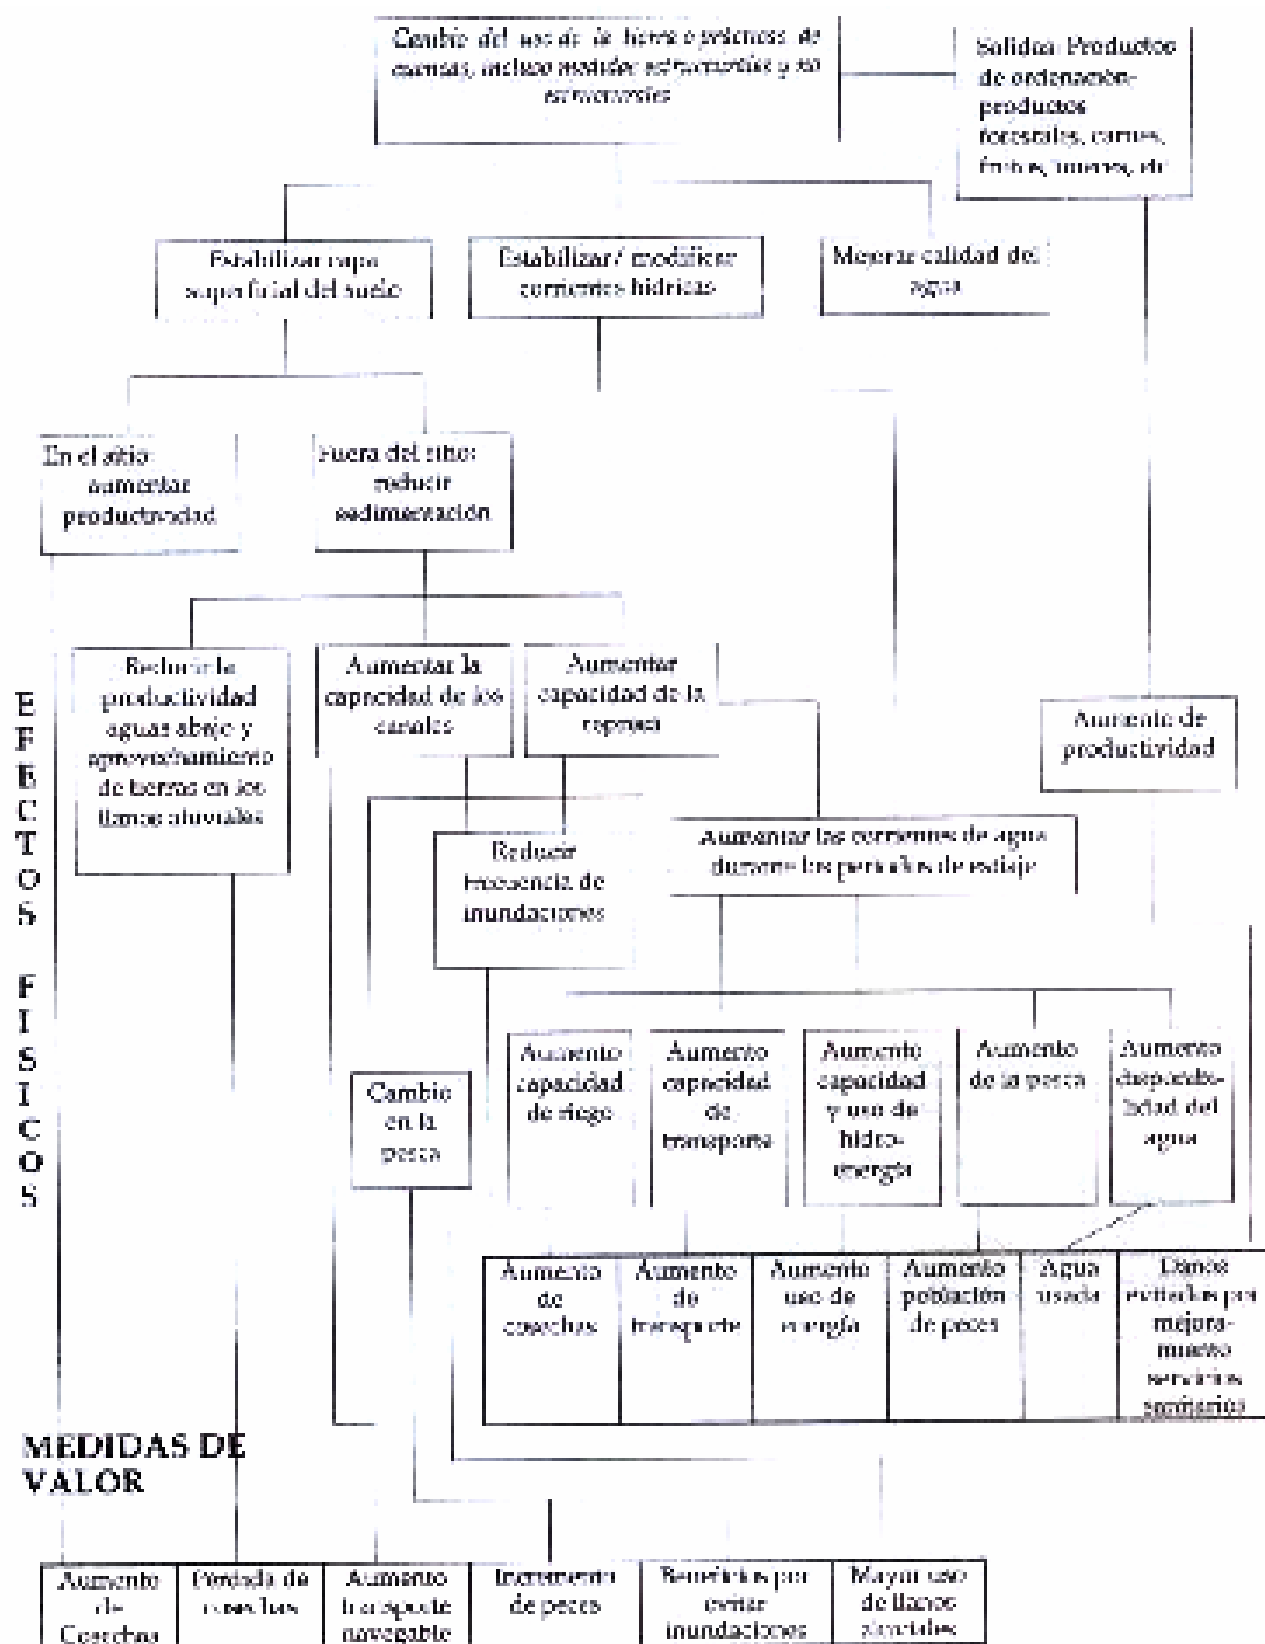 Cambio del uso de la tierra o prácticas de
cuencas, incluso medidas estructurales y no
estructurales
Salidas: Productos
de ordenación-
productos
forestales, carnes,
frutos, etc
Estabilizar capa
superficial del suelo
Estabilizar/ modificar
corrientes hídricas
Mejorar calidad del
agua
En el sitio:
aumentar
productividad
Fuera del sitio:
reducir
sedimentación
Reducir la
productividad
aguas abajo y
aprovechamiento
de tierras en los
llanos aluviales
Aumentar la
capacidad de los
canales
Aumentar
capacidad de la
represa
Aumento de
productividad
EFECTOS FISICOS
Reducir
frecuencia de
inundaciones
Aumentar las corrientes de agua
durante los periodos de estiaje
Cambio
en la
pesca
Aumento
capacidad
de riego
Aumento
capacidad
de
transporte
Aumento
capacidad
y uso de
hidro-
energía
Aumento
de la pesca
Aumento
disponibi-
lidad del
agua
Aumento
de
cosechas
Aumento
de
transporte
Aumento
uso de
energía
Aumento
población
de peces
Agua
usada
Danos
evitados por
mejora-
miento
servicios
sanitarios
MEDIDAS DE
VALOR
Aumento
de
Cosechas
Pérdada de
cosechas
Aumento
transporte
navegable
Incremento
de peces
Beneficios por
evitar
inundaciones
Mayor uso
de llanos
aluviales